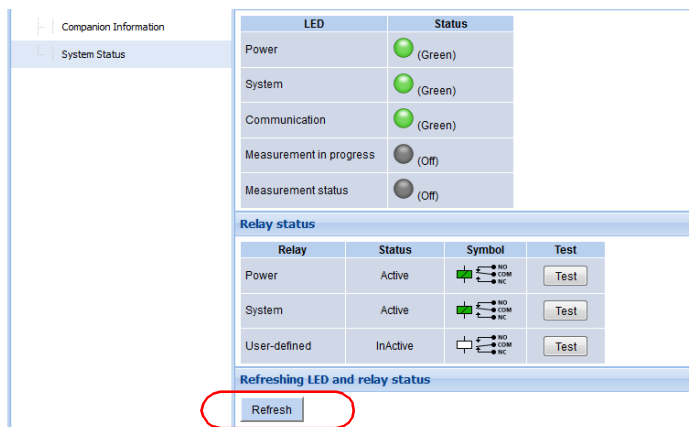 Companion Information
System Status
LED Status
Power (Green)
System (Green)
Communication (Green)
Measurement in progress (Off)
Measurement status (Off)
Relay status
Relay Status Symbol Test
Power Active NO COM NC Test
System Active NO COM NC Test
User-defined InActive NO COM NC Test
Refreshing LED and relay status
Refresh